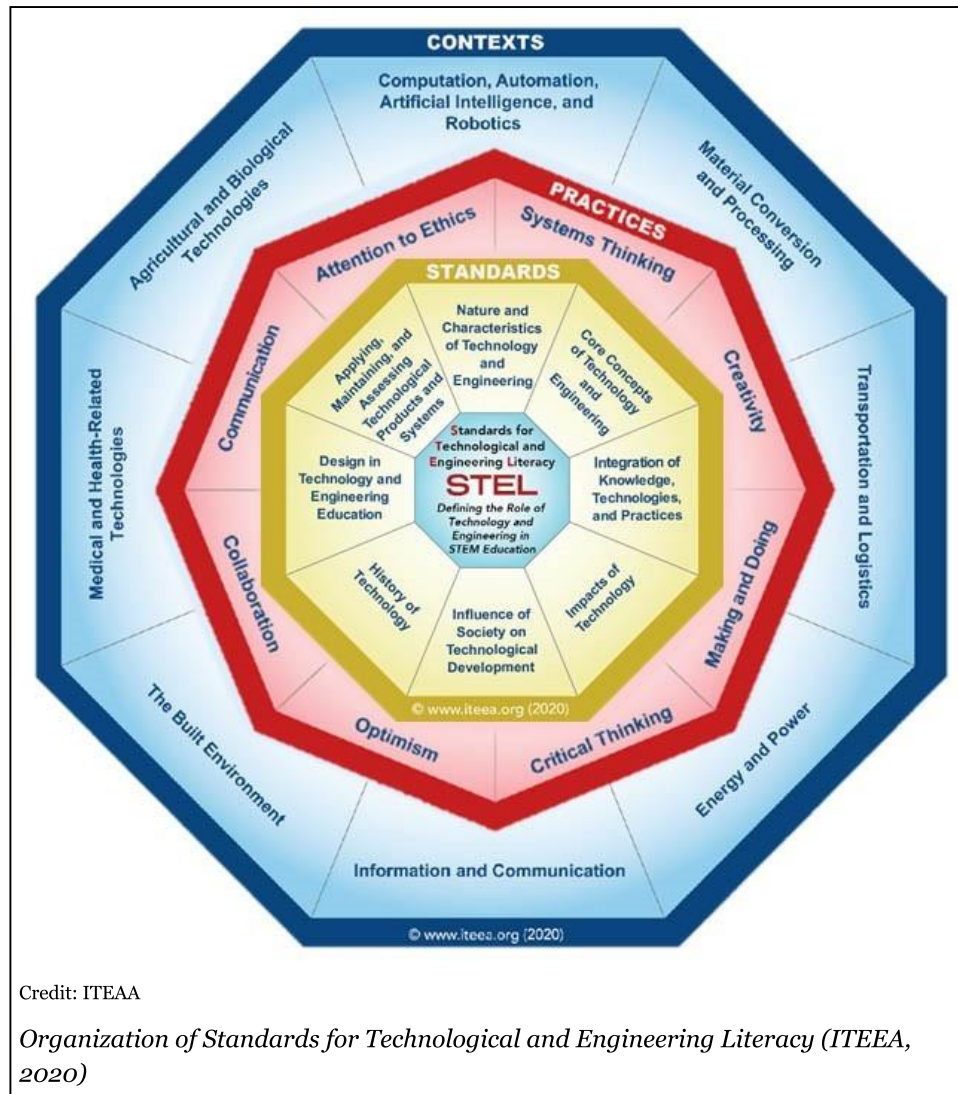 CONTEXTS
Computation, Automation,
Artificial Intelligence, and
Robotics
Material Conversion
and Processing
Transportation and Logistics
Energy and Power
Information and Communication
The Built Environment
Medical and Health-Related
Technologies
Agricultural and Biological
Technologies
PRACTICES
Systems Thinking
Creativity
Making and Doing
Critical Thinking
Optimism
Collaboration
Communication
Attention to Ethics
STANDARDS
Nature and
Characteristics
of Technology
and
Engineering
Core Concepts
of Technology
and
Engineering
Integration of
Knowledge,
Technologies,
and Practices
Impacts of
Technology
Influence of
Society on
Technological
Development
History of
Technology
Design in
Technology and
Engineering
Education
Applying,
Maintaining, and
Assessing
Technological
Products and
Systems
Standards for
Technological and
Engineering Literacy
STEL
Defining the Role of
Technology and
Engineering in
STEM Education
© www.iteea.org (2020)
© www.iteea.org (2020)
Credit: ITEAA
Organization of Standards for Technological and Engineering Literacy (ITEEA,
2020)